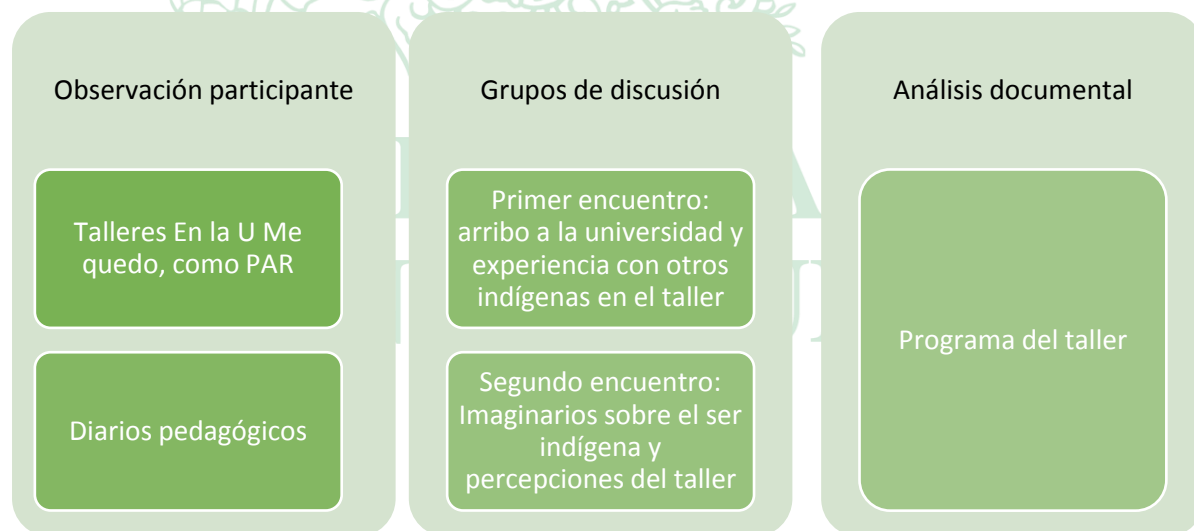 Observación participante
Talleres En la U Me
quedo, como PAR
Diarios pedagógicos
Grupos de discusión
Primer encuentro:
arribo a la universidad y
experiencia con otros
indígenas en el taller
Segundo encuentro:
Imaginarios sobre el ser
indígena y
percepciones del taller
Análisis documental
Programa del taller